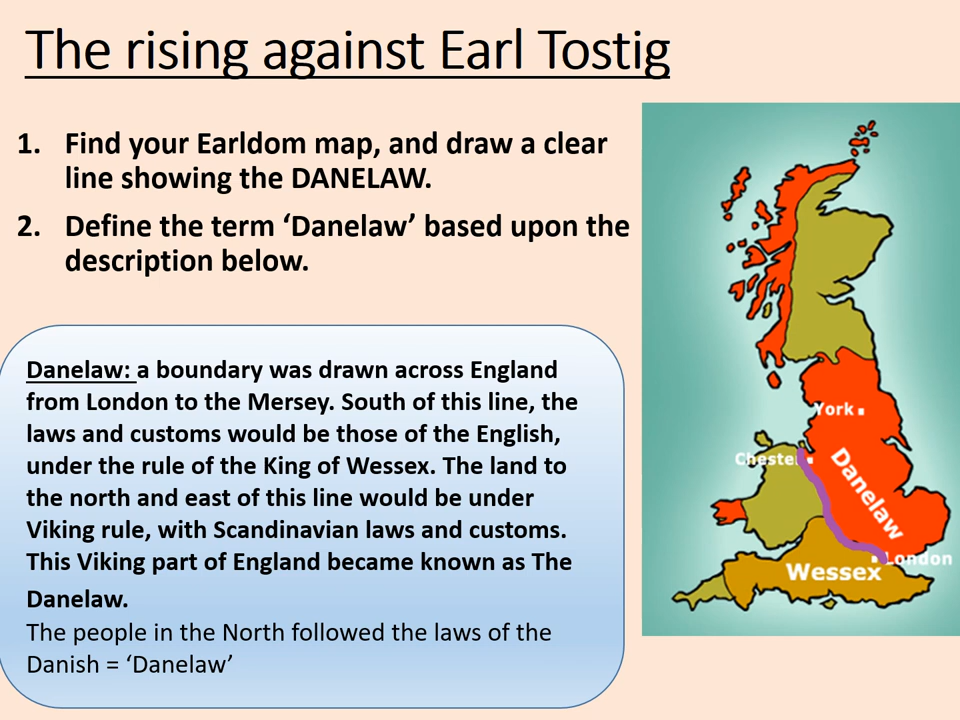 The rising against Earl Tostig
1. Find your Earldom map, and draw a clear
line showing the DANELAW.
2. Define the term ‘Danelaw’ based upon the
description below.
Danelaw: a boundary was drawn across England
from London to the Mersey. South of this line, the
laws and customs would be those of the English,
under the rule of the King of Wessex. The land to
the north and east of this line would be under
Viking rule, with Scandinavian laws and customs.
This Viking part of England became known as The
Danelaw.
The people in the North followed the laws of the
Danish = ‘Danelaw’
York
Chester
Danelaw
London
Wessex